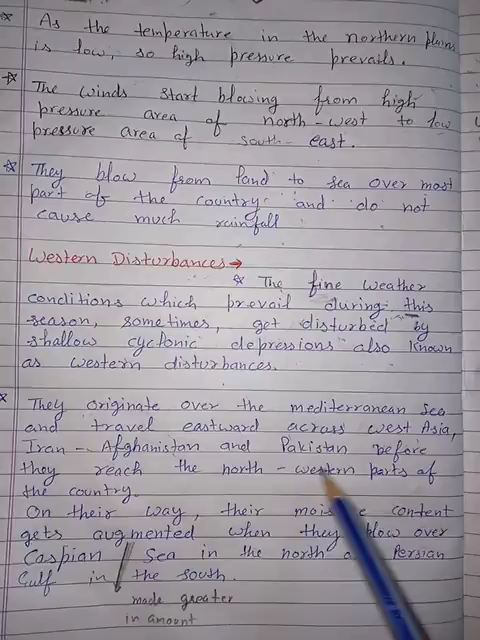 As the temperature in the northern plains
is low, so high pressure prevails.
The winds start blowing from high
pressure area of north-west to low
pressure area of south-east.
They blow from land to sea over most
part of the country and do not
cause much rainfall
Western Disturbances→
The fine weather
conditions which prevail during this
season, sometimes, get disturbed by
shallow cyclonic depressions also known
as western disturbances.
They originate over the mediterranean sea
and travel eastward across west Asia,
Iran - Afghanistan and Pakistan before
they reach the north - western parts of
the country.
On their way, their content
gets augmented when they blow over
Caspian Sea in the north Persian
Gulf in the south.
made greater
in amount